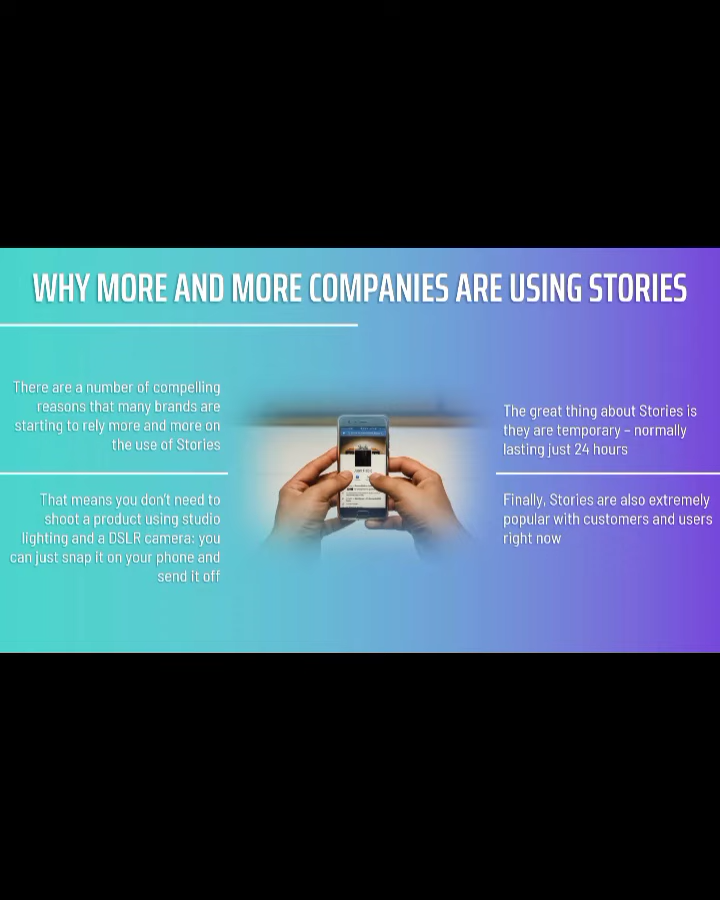 WHY MORE AND MORE COMPANIES ARE USING STORIES
There are a number of compelling
reasons that many brands are
starting to rely more and more on
the use of Stories
The great thing about Stories is
they are temporary – normally
lasting just 24 hours
That means you don't need to
shoot a product using studio
lighting and a DSLR camera: you
can just snap it on your phone and
send it off
Finally, Stories are also extremely
popular with customers and users
right now